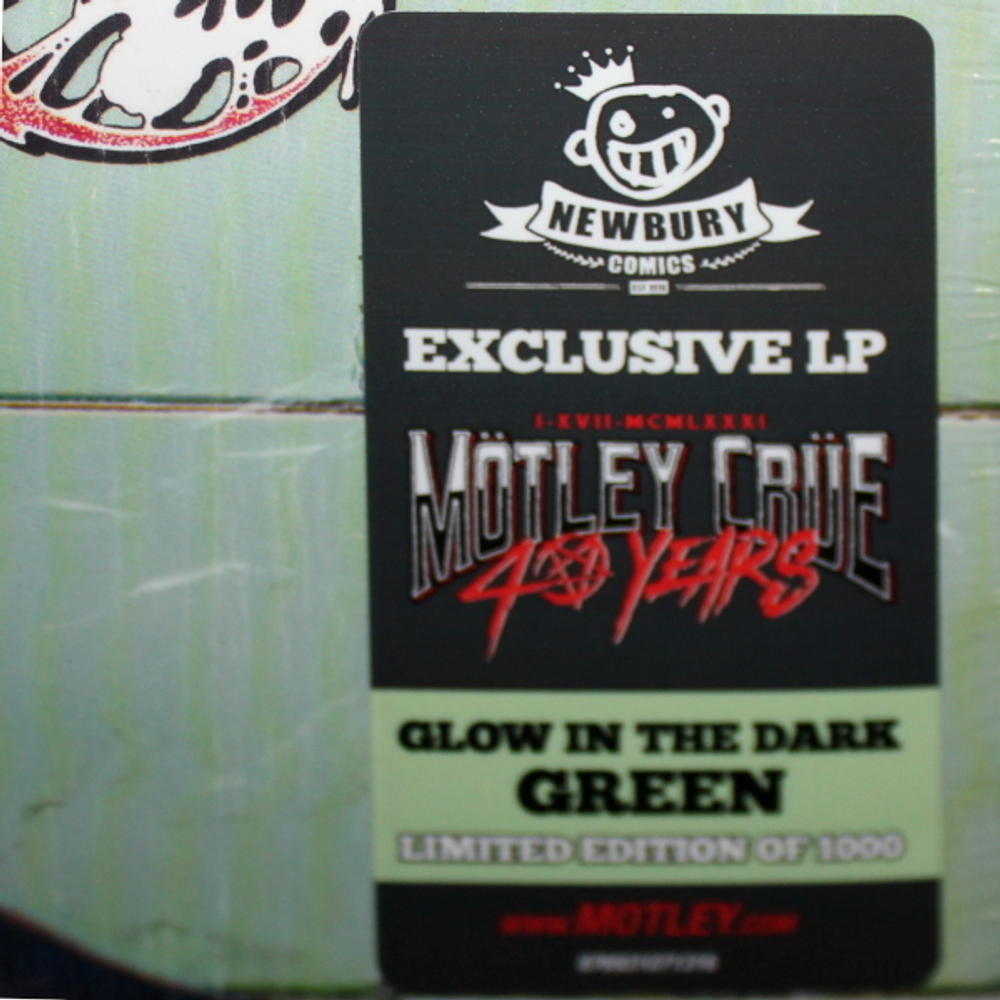 NEWBURY
COMICS
EXCLUSIVE LP
I-XVII-MCMLXXXI
MÖTLEY CRÜE
40 YEARS
GLOW IN THE DARK
GREEN
LIMITED EDITION OF 1000
www.MOTLEY.com